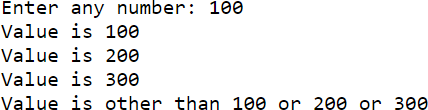 Enter any number: 100
Value is 100
Value is 200
Value is 300
Value is other than 100 or 200 or 300